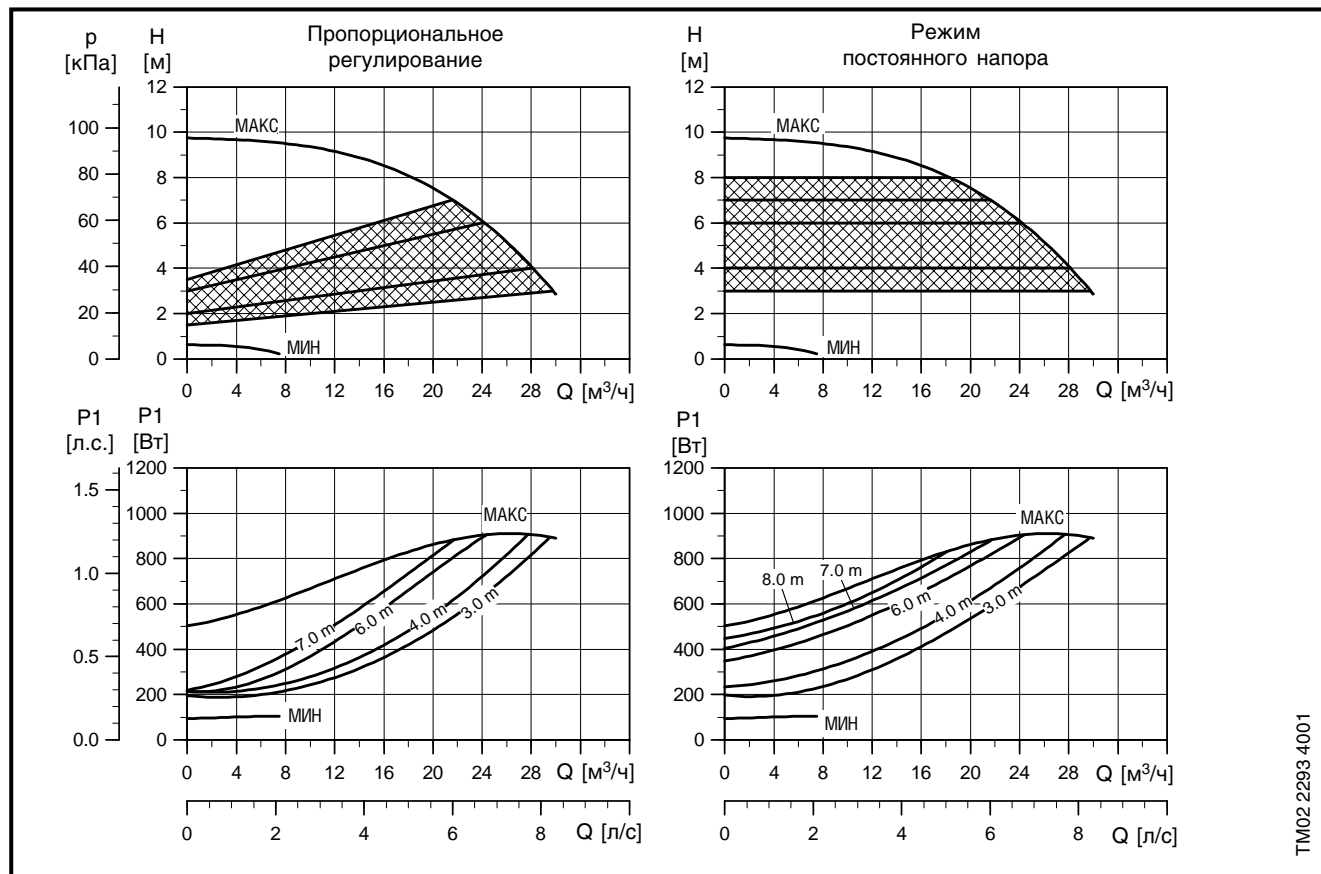 Пропорциональное
регулирование
Режим
постоянного напора
p
[кПа]
H
[м]
12
10
8
6
4
2
0
100
80
60
40
20
0
МАКС
МИН
0 4 8 12 16 20 24 28 Q [м³/ч]
H
[м]
12
10
8
6
4
2
0
МАКС
МИН
0 4 8 12 16 20 24 28 Q [м³/ч]
P1
[л.с.]
P1
[Вт]
1.5
1.0
0.5
0.0
1200
1000
800
600
400
200
0
МАКС
7.0 m
6.0 m
4.0 m
3.0 m
МИН
0 4 8 12 16 20 24 28 Q [м³/ч]
0 2 4 6 8 Q [л/с]
P1
[Вт]
1200
1000
800
600
400
200
0
МАКС
8.0 m
7.0 m
6.0 m
4.0 m
3.0 m
МИН
0 4 8 12 16 20 24 28 Q [м³/ч]
0 2 4 6 8 Q [л/с]
TM02 2293 4001